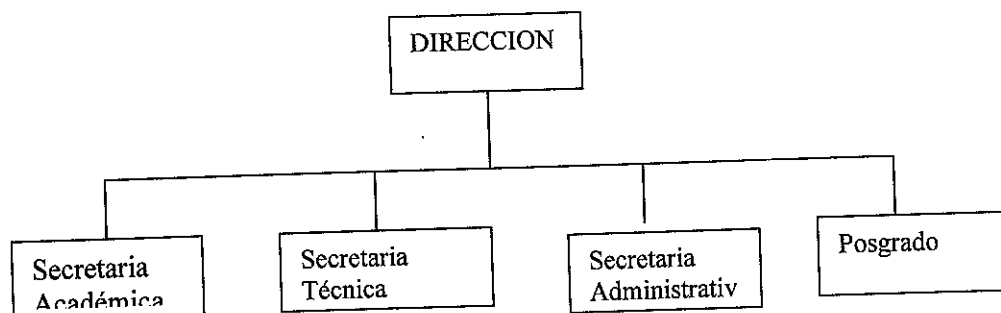 DIRECCION
Secretaria
Académica
Secretaria
Técnica
Secretaria
Administrativ
Posgrado